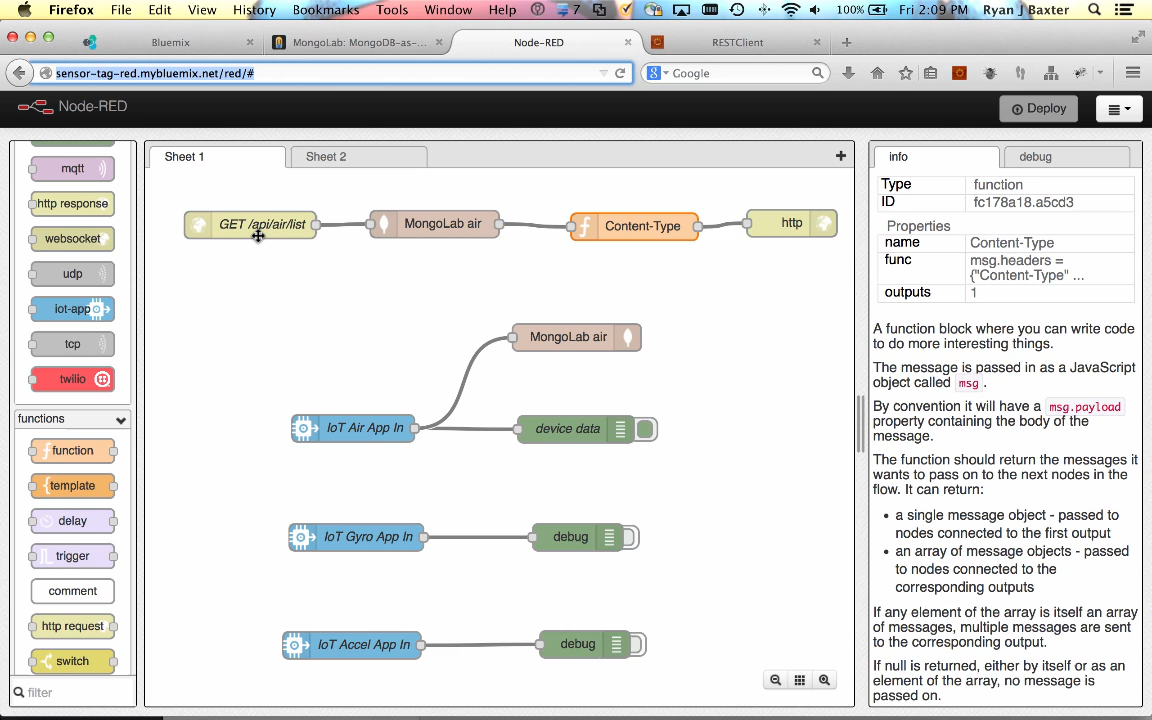 Firefox File Edit View History Bookmarks Tools Window Help 7 100% Fri 2:09 PM Ryan J Baxter
Bluemix MongoLab: MongoDB-as-... Node-RED RESTClient
sensor-tag-red.mybluemix.net/red/# Google
Node-RED Deploy
Sheet 1 Sheet 2
info debug
mqtt
http response
websocket
udp
iot-app
tcp
twilio
functions
function
template
delay
trigger
comment
http request
switch
filter
GET /api/air/list MongoLab air Content-Type http
MongoLab air
IoT Air App In device data
IoT Gyro App In debug
IoT Accel App In debug
Type function
ID fc178a18.a5cd3
Properties
name Content-Type
func msg.headers =
{"Content-Type" ...
outputs 1
A function block where you can write code
to do more interesting things.
The message is passed in as a JavaScript
object called msg .
By convention it will have a msg.payload
property containing the body of the
message.
The function should return the messages it
wants to pass on to the next nodes in the
flow. It can return:
a single message object - passed to
nodes connected to the first output
an array of message objects - passed
to nodes connected to the
corresponding outputs
If any element of the array is itself an array
of messages, multiple messages are sent
to the corresponding output.
If null is returned, either by itself or as an
element of the array, no message is
passed on.